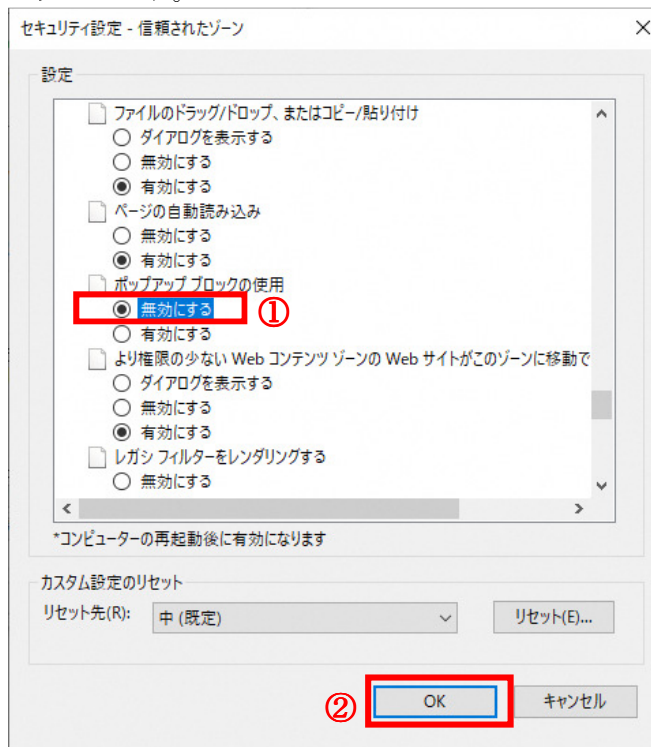 セキュリティ設定 - 信頼されたゾーン
設定
ファイルのドラッグ/ドロップ、またはコピー/貼り付け
ダイアログを表示する
無効にする
有効にする
ページの自動読み込み
無効にする
有効にする
ポップアップ ブロックの使用
無効にする ①
有効にする
より権限の少ない Web コンテンツ ゾーンの Web サイトがこのゾーンに移動で
ダイアログを表示する
無効にする
有効にする
レガシ フィルターをレンダリングする
無効にする
*コンピューターの再起動後に有効になります
カスタム設定のリセット
リセット先(R): 中 (既定) リセット(E)...
② OK キャンセル